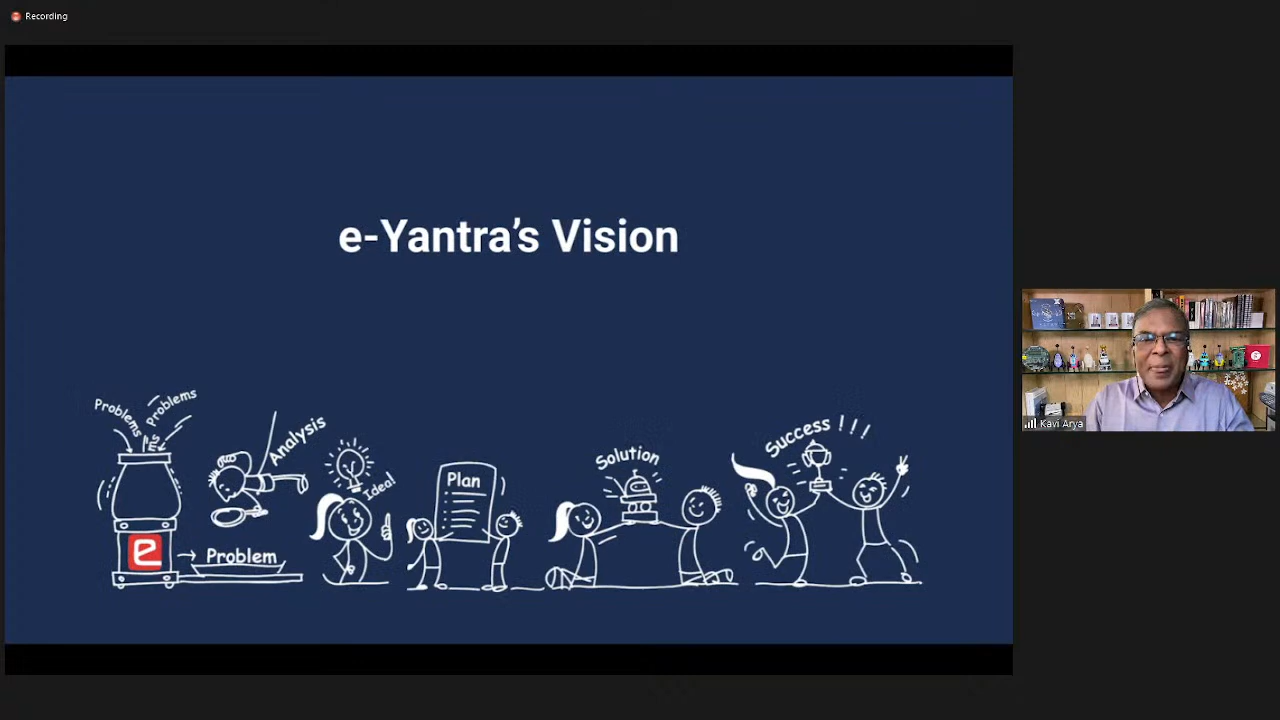 Recording
e-Yantra’s Vision
Problems
Problems
Analysis
Idea!
Plan
Solution
Success !!!
e
Problem
Kavi Arya